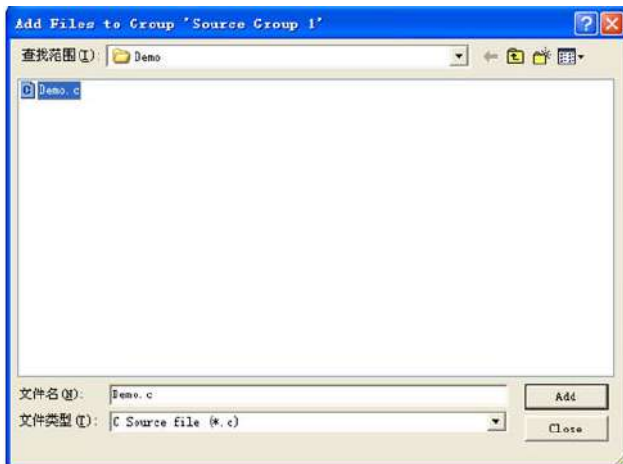 Add Files to Group 'Source Group 1'
查找范围(I): Demo
Demo.c
文件名(N): Demo.c
Add
文件类型(T): C Source file (*.c)
Close